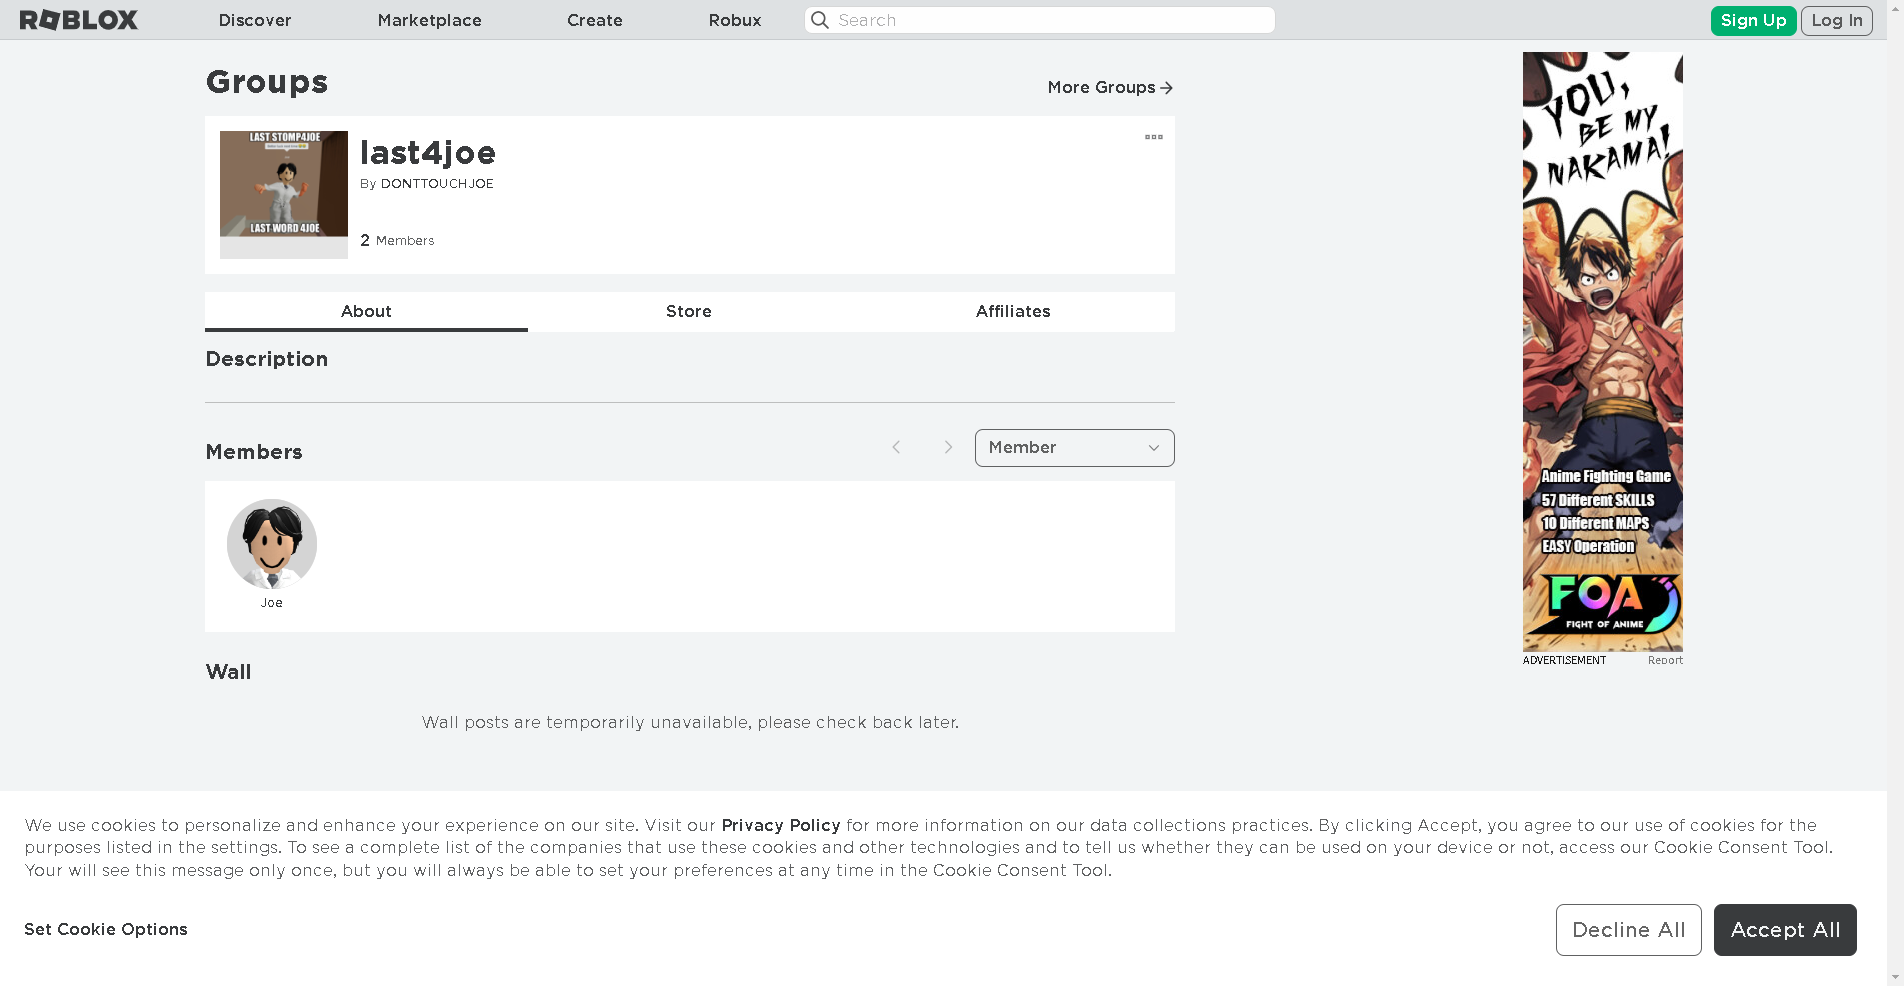 ROBLOX
Discover
Marketplace
Create
Robux
Search
Sign Up
Log In
Groups
More Groups
LAST STOMP4JOE
LAST WORD 4JOE
last4joe
By DONTTOUCHJOE
2 Members
About
Store
Affiliates
Description
Members
Member
Joe
Wall
Wall posts are temporarily unavailable, please check back later.
YOU,
BE MY
NAKAMA!
Anime Fighting Game
57 Different SKILLS
10 Different MAPS
EASY Operation
FOA
FIGHT OF ANIME
ADVERTISEMENT
Report
We use cookies to personalize and enhance your experience on our site. Visit our Privacy Policy for more information on our data collections practices. By clicking Accept, you agree to our use of cookies for the
purposes listed in the settings. To see a complete list of the companies that use these cookies and other technologies and to tell us whether they can be used on your device or not, access our Cookie Consent Tool.
Your will see this message only once, but you will always be able to set your preferences at any time in the Cookie Consent Tool.
Set Cookie Options
Decline All
Accept All